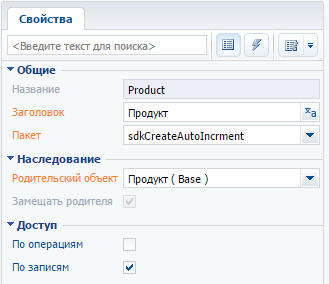 Свойства
<Введите текст для поиска>
Общие
Название Product
Заголовок Продукт
Пакет sdkCreateAutoIncrment
Наследование
Родительский объект Продукт ( Base )
Замещать родителя
Доступ
По операциям
По записям